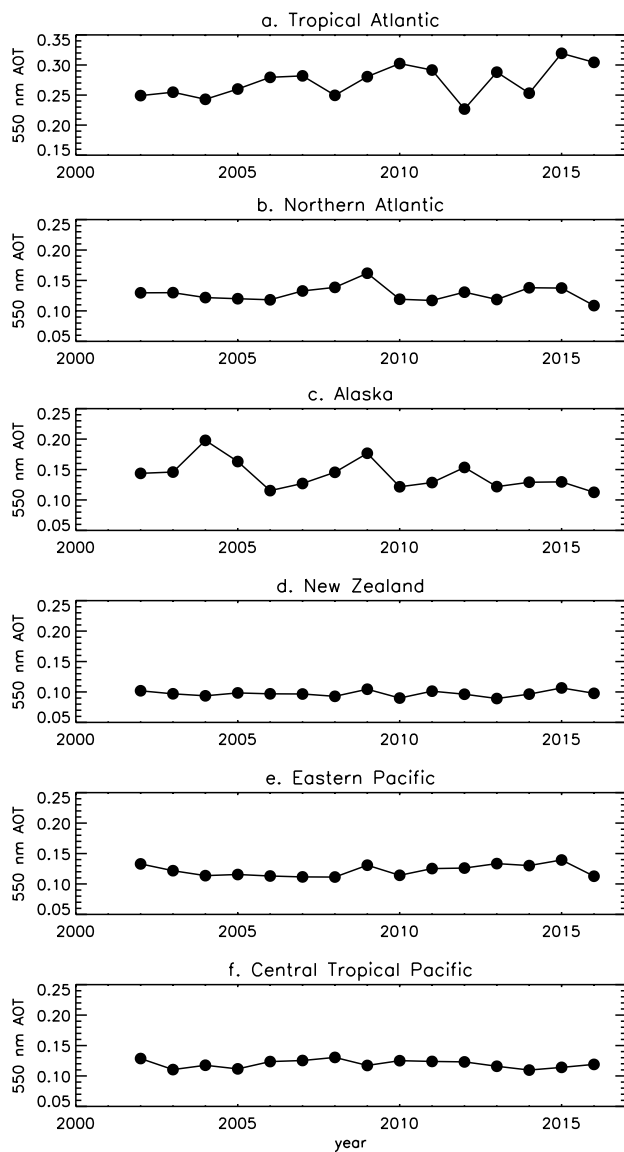 a. Tropical Atlantic
550 nm AOT
0.35
0.30
0.25
0.20
0.15
2000 2005 2010 2015
b. Northern Atlantic
550 nm AOT
0.25
0.20
0.15
0.10
0.05
2000 2005 2010 2015
c. Alaska
550 nm AOT
0.25
0.20
0.15
0.10
0.05
2000 2005 2010 2015
d. New Zealand
550 nm AOT
0.25
0.20
0.15
0.10
0.05
2000 2005 2010 2015
e. Eastern Pacific
550 nm AOT
0.25
0.20
0.15
0.10
0.05
2000 2005 2010 2015
f. Central Tropical Pacific
550 nm AOT
0.25
0.20
0.15
0.10
0.05
2000 2005 2010 2015
year